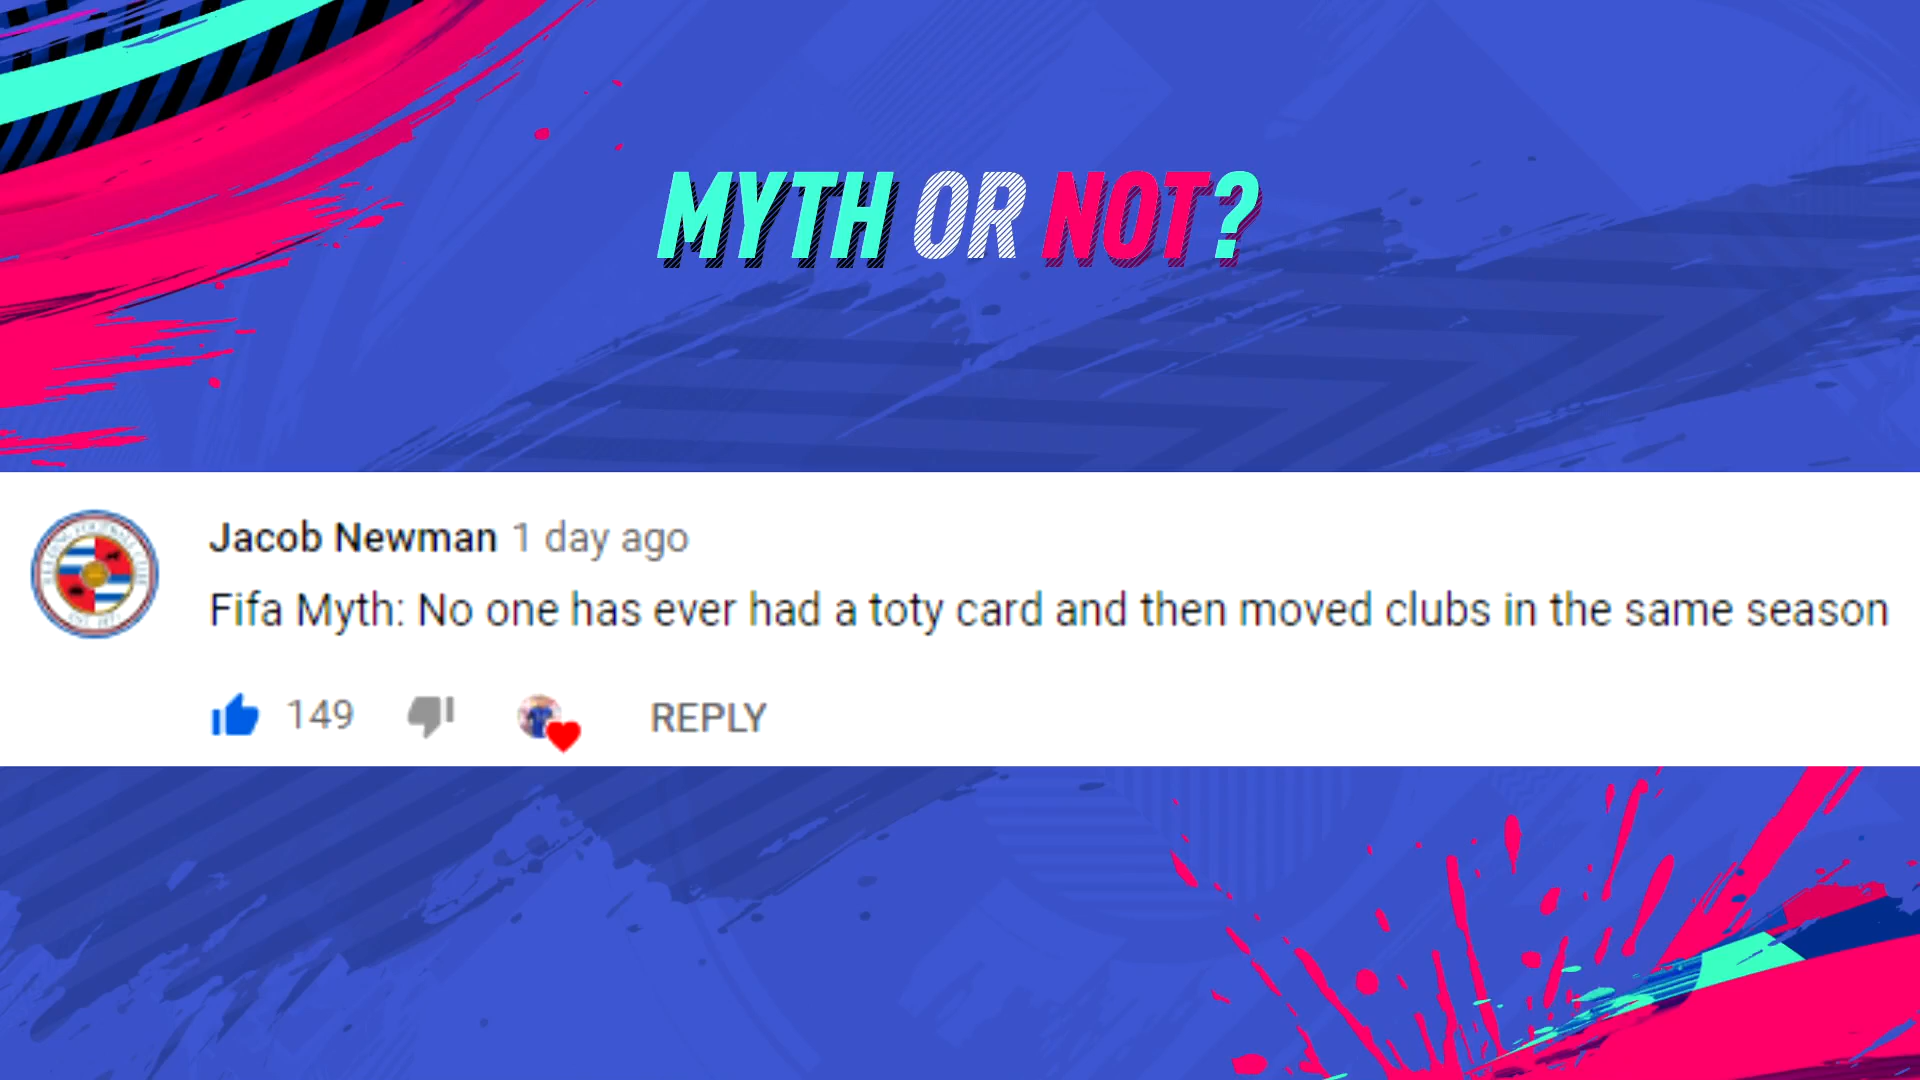 MYTH OR NOT?
Jacob Newman 1 day ago
Fifa Myth: No one has ever had a toty card and then moved clubs in the same season
149 REPLY